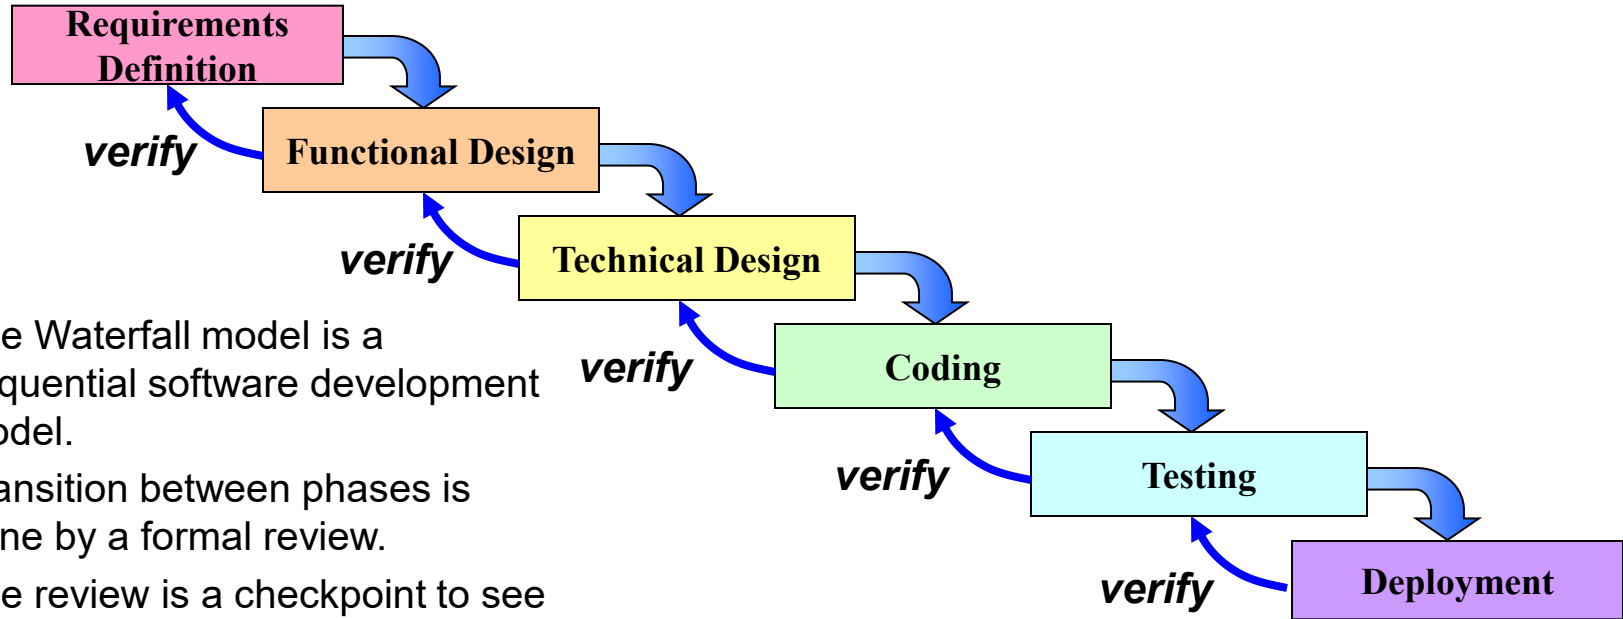 Requirements
Definition
verify
Functional Design
verify
Technical Design
verify
Coding
verify
Testing
verify
Deployment
e Waterfall model is a
quential software development
odel.
ansition between phases is
ne by a formal review.
e review is a checkpoint to see